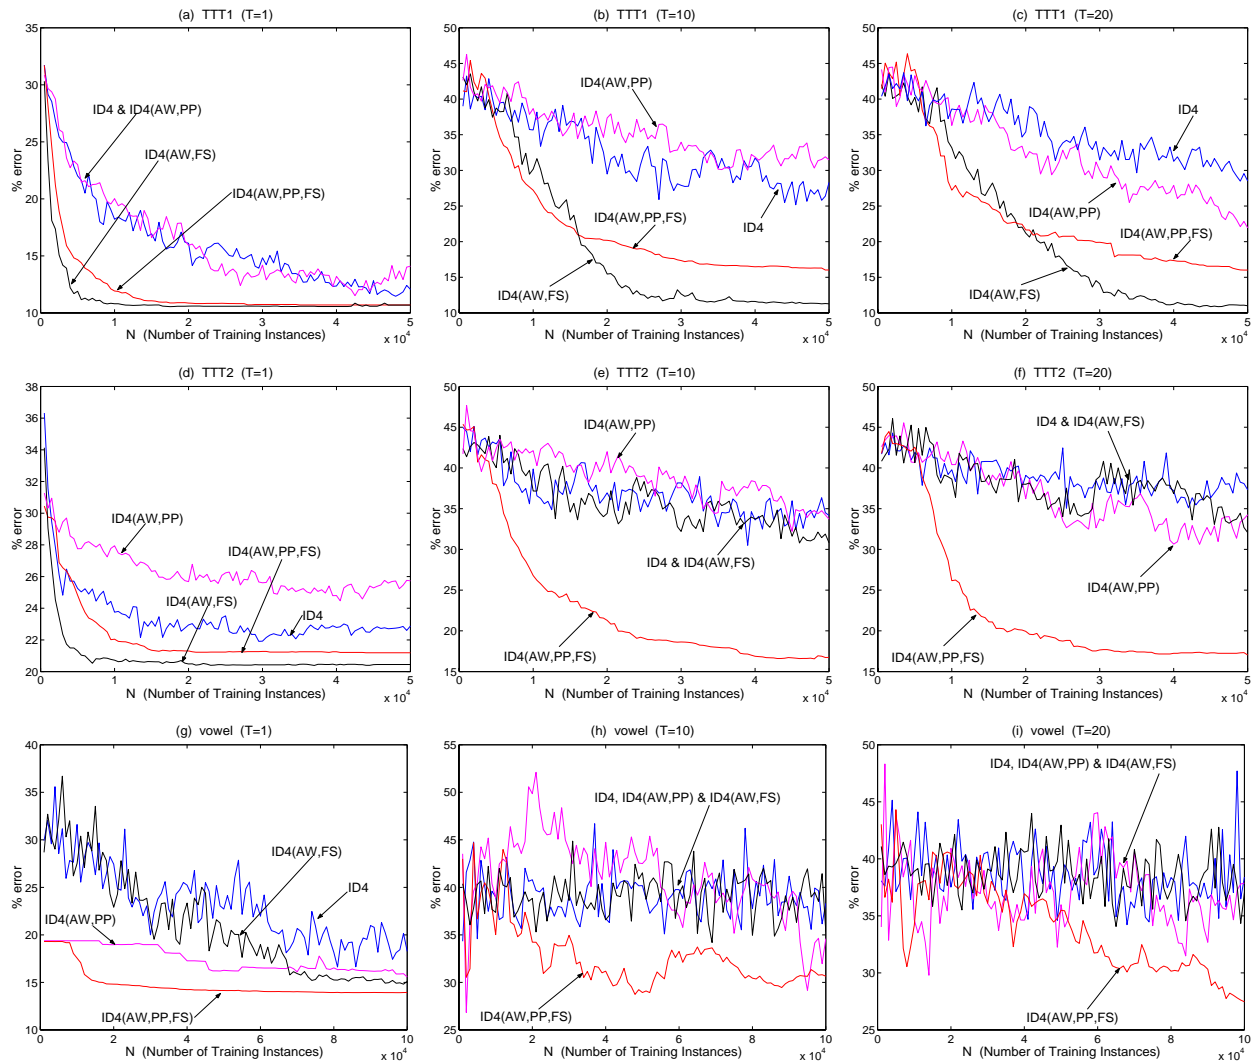 (a) TTT1 (T=1)
35
30
25
20
15
10
% error
ID4 & ID4(AW,PP)
ID4(AW,FS)
ID4(AW,PP,FS)
0 1 2 3 4 5
x 10^4
N (Number of Training Instances)
(b) TTT1 (T=10)
50
45
40
35
30
25
20
15
10
% error
ID4(AW,PP)
ID4(AW,PP,FS)
ID4
ID4(AW,FS)
0 1 2 3 4 5
x 10^4
N (Number of Training Instances)
(c) TTT1 (T=20)
50
45
40
35
30
25
20
15
10
% error
ID4
ID4(AW,PP)
ID4(AW,PP,FS)
ID4(AW,FS)
0 1 2 3 4 5
x 10^4
N (Number of Training Instances)
(d) TTT2 (T=1)
38
36
34
32
30
28
26
24
22
20
% error
ID4(AW,PP)
ID4(AW,PP,FS)
ID4(AW,FS)
ID4
0 1 2 3 4 5
x 10^4
N (Number of Training Instances)
(e) TTT2 (T=10)
50
45
40
35
30
25
20
15
% error
ID4(AW,PP)
ID4 & ID4(AW,FS)
ID4(AW,PP,FS)
0 1 2 3 4 5
x 10^4
N (Number of Training Instances)
(f) TTT2 (T=20)
50
45
40
35
30
25
20
15
% error
ID4 & ID4(AW,FS)
ID4(AW,PP)
ID4(AW,PP,FS)
0 1 2 3 4 5
x 10^4
N (Number of Training Instances)
(g) vowel (T=1)
40
35
30
25
20
15
10
% error
ID4(AW,FS)
ID4
ID4(AW,PP)
ID4(AW,PP,FS)
0 2 4 6 8 10
x 10^4
N (Number of Training Instances)
(h) vowel (T=10)
55
50
45
40
35
30
25
% error
ID4, ID4(AW,PP) & ID4(AW,FS)
ID4(AW,PP,FS)
0 2 4 6 8 10
x 10^4
N (Number of Training Instances)
(i) vowel (T=20)
50
45
40
35
30
25
% error
ID4, ID4(AW,PP) & ID4(AW,FS)
ID4(AW,PP,FS)
0 2 4 6 8 10
x 10^4
N (Number of Training Instances)